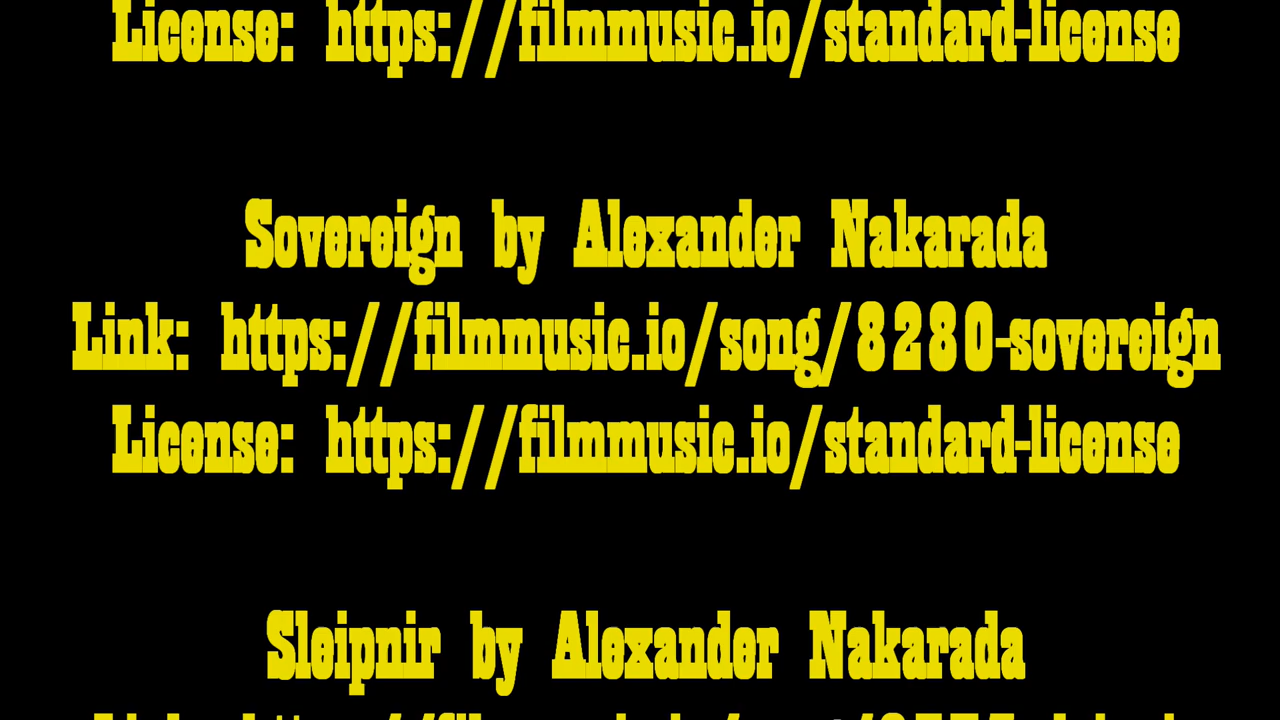 License: https://filmmusic.io/standard-license
Sovereign by Alexander Nakarada
Link: https://filmmusic.io/song/8280-sovereign
License: https://filmmusic.io/standard-license
Sleipnir by Alexander Nakarada